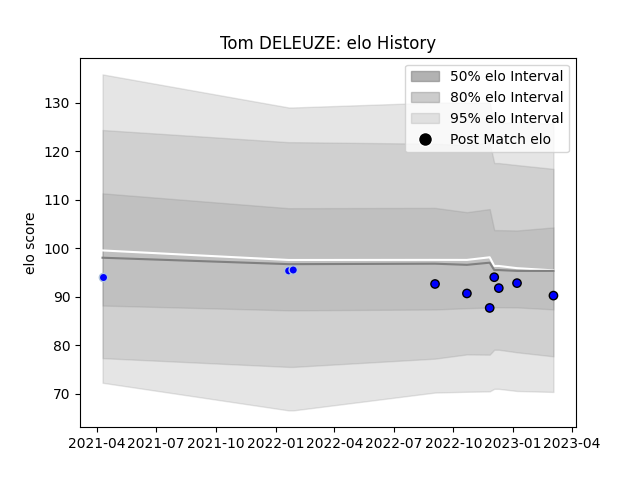 Tom DELEUZE: elo History
50% elo Interval
80% elo Interval
95% elo Interval
Post Match elo
elo score
130
120
110
100
90
80
70
2021-04 2021-07 2021-10 2022-01 2022-04 2022-07 2022-10 2023-01 2023-04